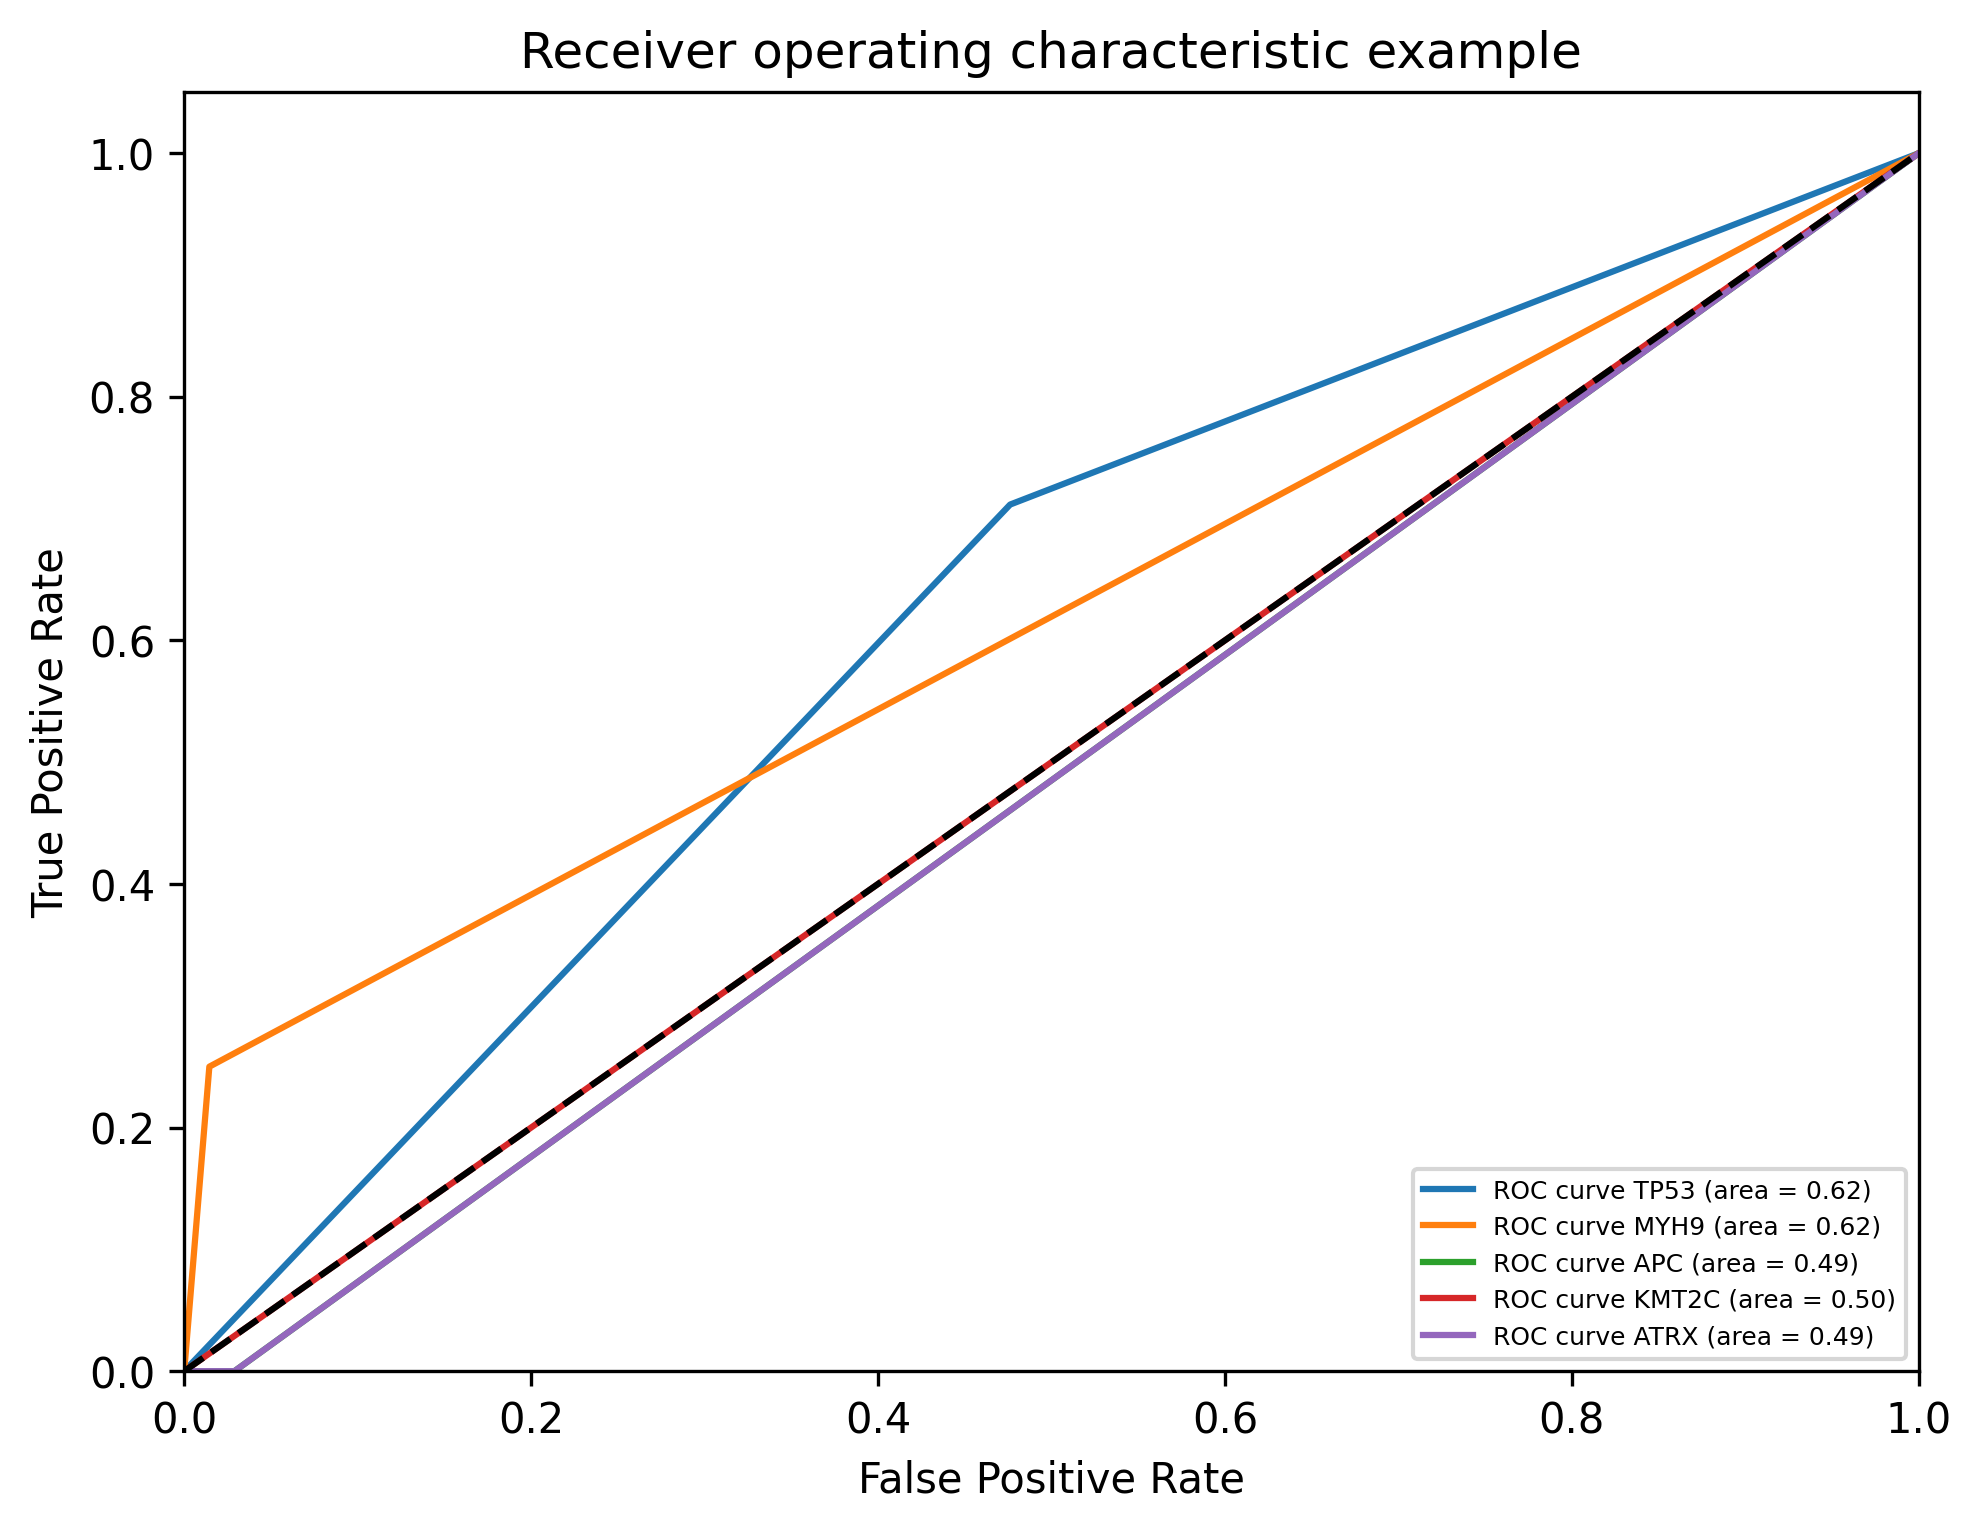 Receiver operating characteristic example
True Positive Rate
1.0
0.8
0.6
0.4
0.2
0.0
ROC curve TP53 (area = 0.62)
ROC curve MYH9 (area = 0.62)
ROC curve APC (area = 0.49)
ROC curve KMT2C (area = 0.50)
ROC curve ATRX (area = 0.49)
0.0 0.2 0.4 0.6 0.8 1.0
False Positive Rate